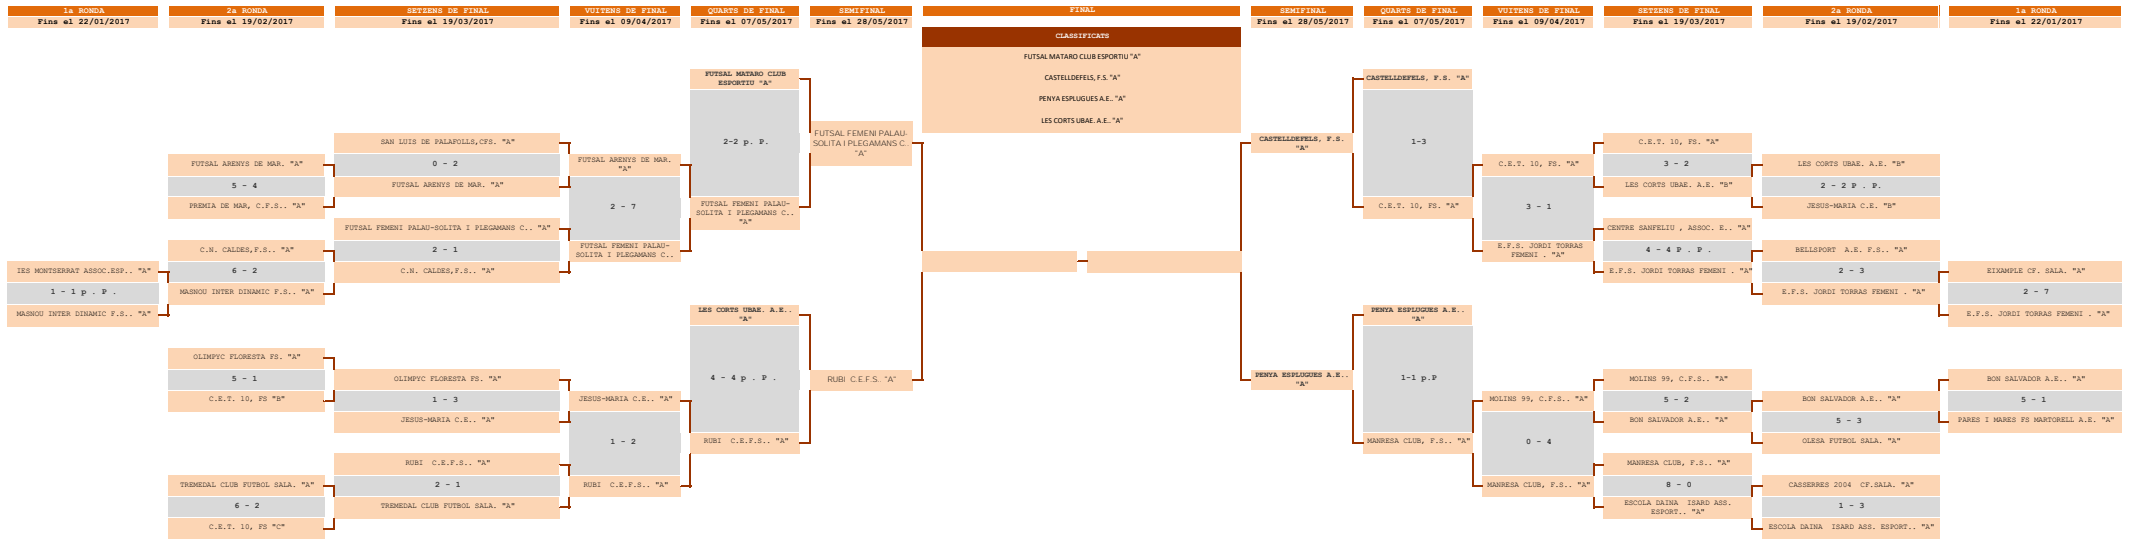 1a RONDA
Fins el 22/01/2017
IES MONTSERRAT ASSOC.ESP.. "A"
1 - 1 p . P .
MASNOU INTER DINAMIC F.S.. "A"
2a RONDA
Fins el 19/02/2017
FUTSAL ARENYS DE MAR. "A"
5 - 4
PREMIA DE MAR, C.F.S.. "A"
C.N. CALDES,F.S.. "A"
6 - 2
MASNOU INTER DINAMIC F.S.. "A"
OLIMPYC FLORESTA FS. "A"
5 - 1
C.E.T. 10, FS "B"
TREMEDAL CLUB FUTBOL SALA. "A"
6 - 2
C.E.T. 10, FS "C"
SETZENS DE FINAL
Fins el 19/03/2017
SAN LUIS DE PALAFOLLS,CFS. "A"
0 - 2
FUTSAL ARENYS DE MAR. "A"
FUTSAL FEMENI PALAU-SOLITA I PLEGAMANS C.. "A"
2 - 1
C.N. CALDES,F.S.. "A"
OLIMPYC FLORESTA FS. "A"
1 - 3
JESUS-MARIA C.E.. "A"
RUBI  C.E.F.S.. "A"
2 - 1
TREMEDAL CLUB FUTBOL SALA. "A"
VUITENS DE FINAL
Fins el 09/04/2017
FUTSAL ARENYS DE MAR.
"A"
2 - 7
FUTSAL FEMENI PALAU-
SOLITA I PLEGAMANS C..
JESUS-MARIA C.E.. "A"
1 - 2
RUBI  C.E.F.S.. "A"
QUARTS DE FINAL
Fins el 07/05/2017
FUTSAL MATARO CLUB
ESPORTIU "A"
2-2 p. P.
FUTSAL FEMENI PALAU-
SOLITA I PLEGAMANS C..
"A"
LES CORTS UBAE. A.E..
"A"
4 - 4 p . P .
RUBI  C.E.F.S.. "A"
SEMIFINAL
Fins el 28/05/2017
FUTSAL FEMENI PALAU-
SOLITA I PLEGAMANS C..
"A"
RUBI  C.E.F.S.. "A"
FINAL
CLASSIFICATS
FUTSAL MATARO CLUB ESPORTIU "A"
CASTELLDEFELS, F.S. "A"
PENYA ESPLUGUES A.E.. "A"
LES CORTS UBAE. A.E.. "A"
SEMIFINAL
Fins el 28/05/2017
CASTELLDEFELS, F.S.
"A"
PENYA ESPLUGUES A.E..
"A"
QUARTS DE FINAL
Fins el 07/05/2017
CASTELLDEFELS, F.S. "A"
1-3
C.E.T. 10, FS. "A"
PENYA ESPLUGUES A.E..
"A"
1-1 p.P
MANRESA CLUB, F.S.. "A"
VUITENS DE FINAL
Fins el 09/04/2017
C.E.T. 10, FS. "A"
3 - 1
E.F.S. JORDI TORRAS
FEMENI . "A"
MOLINS 99, C.F.S.. "A"
0 - 4
MANRESA CLUB, F.S.. "A"
SETZENS DE FINAL
Fins el 19/03/2017
C.E.T. 10, FS. "A"
3 - 2
LES CORTS UBAE. A.E. "B"
CENTRE SANFELIU , ASSOC. E.. "A"
4 - 4 P . P .
E.F.S. JORDI TORRAS FEMENI . "A"
MOLINS 99, C.F.S.. "A"
5 - 2
BON SALVADOR A.E.. "A"
MANRESA CLUB, F.S.. "A"
8 - 0
ESCOLA DAINA  ISARD ASS.
ESPORT.. "A"
2a RONDA
Fins el 19/02/2017
LES CORTS UBAE. A.E. "B"
2 - 2 P . P.
JESUS-MARIA C.E. "B"
BELLSPORT  A.E. F.S.. "A"
2 - 3
E.F.S. JORDI TORRAS FEMENI . "A"
BON SALVADOR A.E.. "A"
5 - 3
OLESA FUTBOL SALA. "A"
CASSERRES 2004  CF.SALA. "A"
1 - 3
ESCOLA DAINA  ISARD ASS. ESPORT.. "A"
1a RONDA
Fins el 22/01/2017
EIXAMPLE CF. SALA. "A"
2 - 7
E.F.S. JORDI TORRAS FEMENI . "A"
BON SALVADOR A.E.. "A"
5 - 1
PARES I MARES FS MARTORELL A.E. "A"